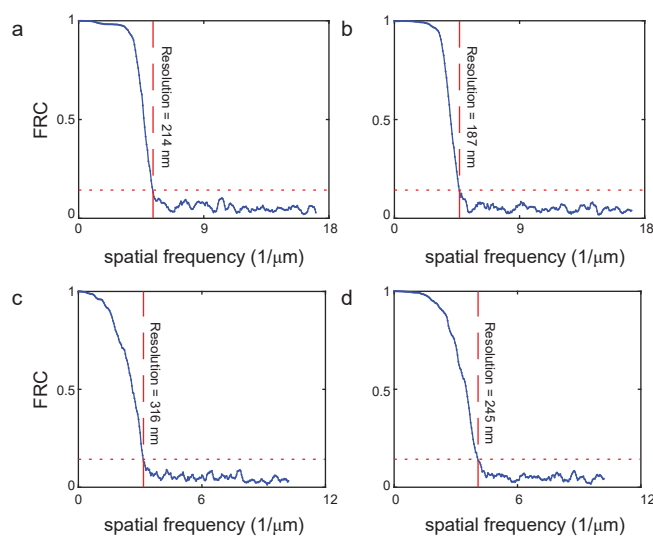 a
1
0.5
0
FRC
Resolution = 214 nm
0
9
18
spatial frequency (1/μm)
b
1
0.5
0
Resolution = 187 nm
0
9
18
spatial frequency (1/μm)
c
1
0.5
0
FRC
Resolution = 316 nm
0
6
12
spatial frequency (1/μm)
d
1
0.5
0
Resolution = 245 nm
0
6
12
spatial frequency (1/μm)